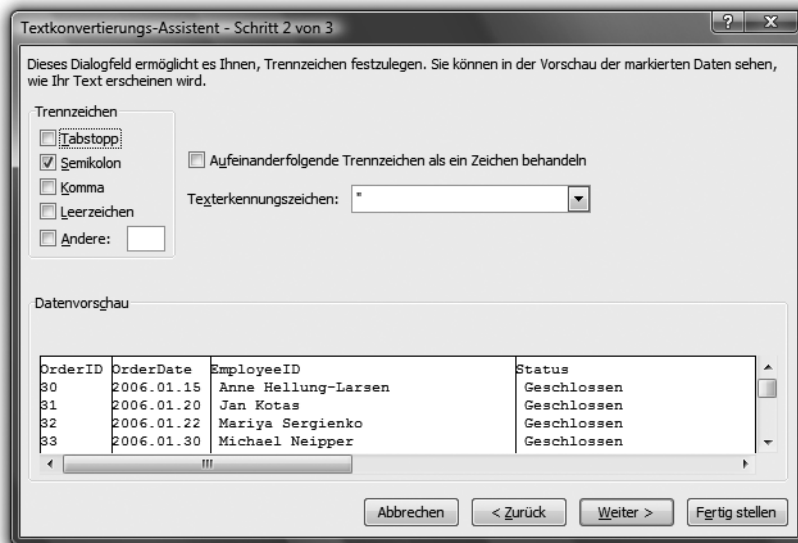 Textkonvertierungs-Assistent - Schritt 2 von 3
Dieses Dialogfeld ermöglicht es Ihnen, Trennzeichen festzulegen. Sie können in der Vorschau der markierten Daten sehen,
wie Ihr Text erscheinen wird.
Trennzeichen
Tabstopp
Semikolon
Komma
Leerzeichen
Andere:
Aufeinanderfolgende Trennzeichen als ein Zeichen behandeln
Texterkennungszeichen: "
Datenvorschau
OrderID OrderDate EmployeeID Status
30 2006.01.15 Anne Hellung-Larsen Geschlossen
31 2006.01.20 Jan Kotas Geschlossen
32 2006.01.22 Mariya Sergienko Geschlossen
33 2006.01.30 Michael Neipper Geschlossen
Abbrechen < Zurück Weiter > Fertig stellen